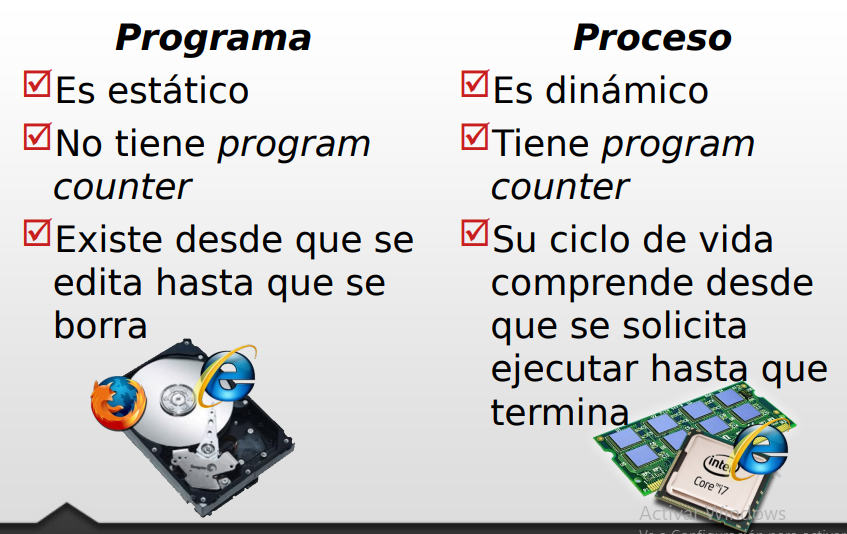 Programa
Es estático
No tiene program
counter
Existe desde que se
edita hasta que se
borra
Proceso
Es dinámico
Tiene program
counter
Su ciclo de vida
comprende desde
que se solicita
ejecutar hasta que
termina
intel
Core i7
Activar Windows